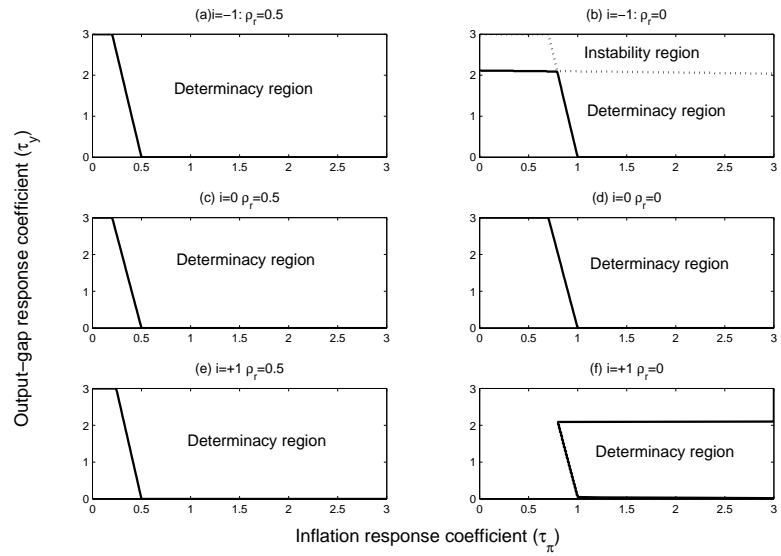 (a)i=−1: ρr=0.5
3
2
1
0
Determinacy region
0 0.5 1 1.5 2 2.5 3
(b) i=−1: ρr=0
3
2
1
0
Instability region
Determinacy region
0 0.5 1 1.5 2 2.5 3
(c) i=0 ρr=0.5
3
2
1
0
Determinacy region
0 0.5 1 1.5 2 2.5 3
(d) i=0 ρr=0
3
2
1
0
Determinacy region
0 0.5 1 1.5 2 2.5 3
(e) i=+1 ρr=0.5
3
2
1
0
Determinacy region
0 0.5 1 1.5 2 2.5 3
(f) i=+1 ρr=0
3
2
1
0
Determinacy region
0 0.5 1 1.5 2 2.5 3
Output−gap response coefficient (τy)
Inflation response coefficient (τπ)